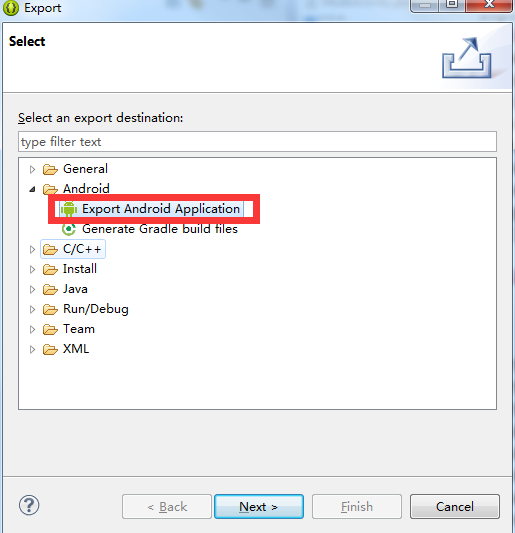 Export
Select
Select an export destination:
type filter text
General
Android
Export Android Application
Generate Gradle build files
C/C++
Install
Java
Run/Debug
Team
XML
?
< Back
Next >
Finish
Cancel